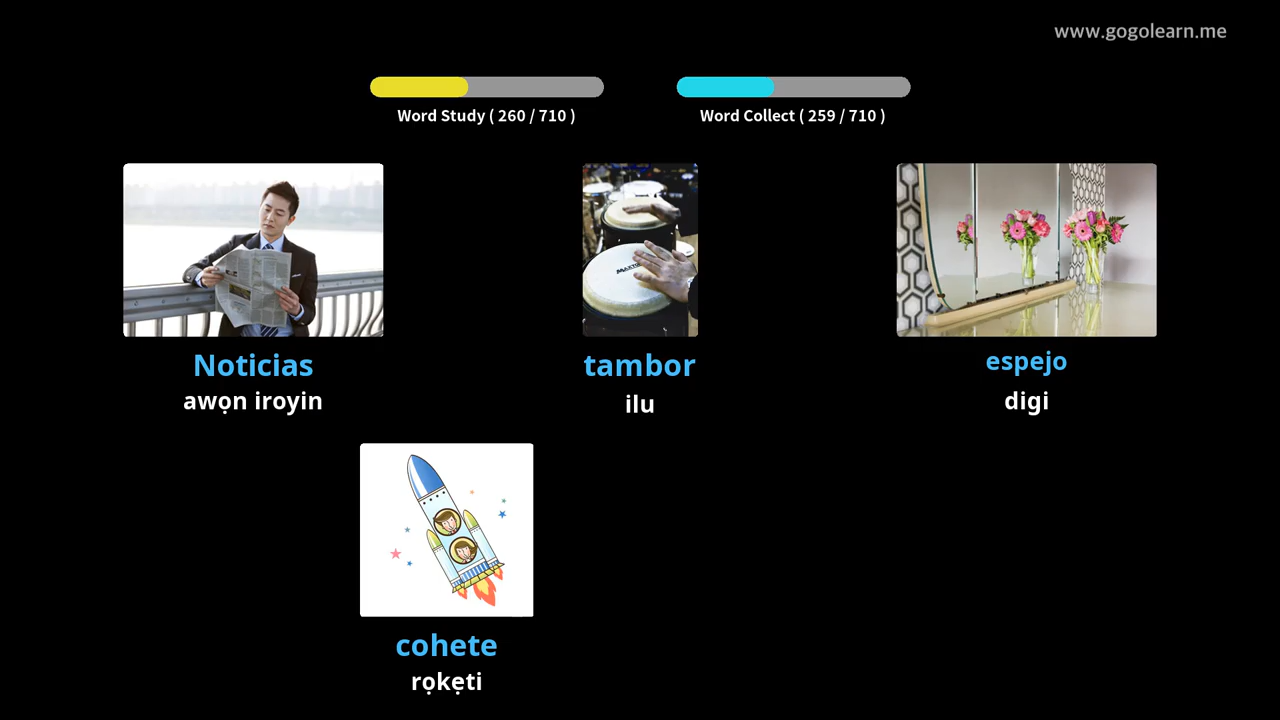 www.gogolearn.me
Word Study ( 260 / 710 )
Word Collect ( 259 / 710 )
Noticias
awọn iroyin
tambor
ilu
espejo
digi
cohete
rọkẹti